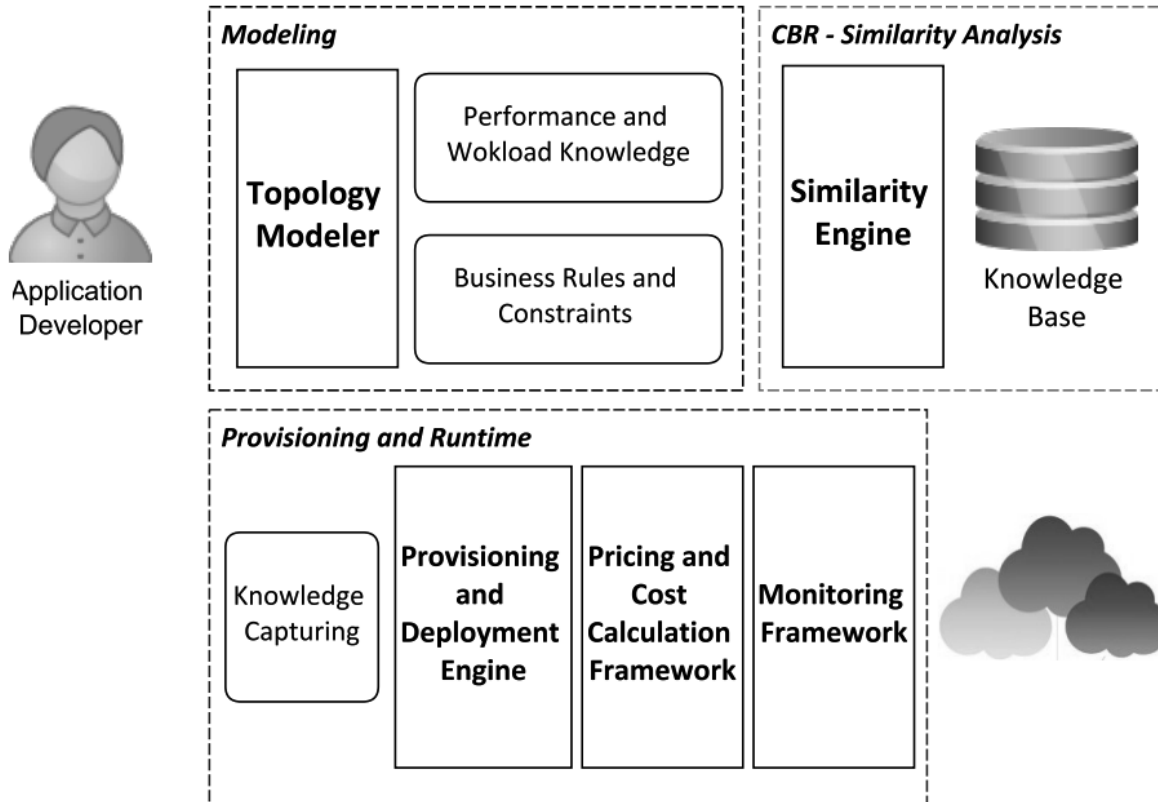 Modeling
Topology
Modeler
Performance and
Wokload Knowledge
Business Rules and
Constraints
CBR - Similarity Analysis
Similarity
Engine
Knowledge
Base
Application
Developer
Provisioning and Runtime
Knowledge
Capturing
Provisioning
and
Deployment
Engine
Pricing and
Cost
Calculation
Framework
Monitoring
Framework